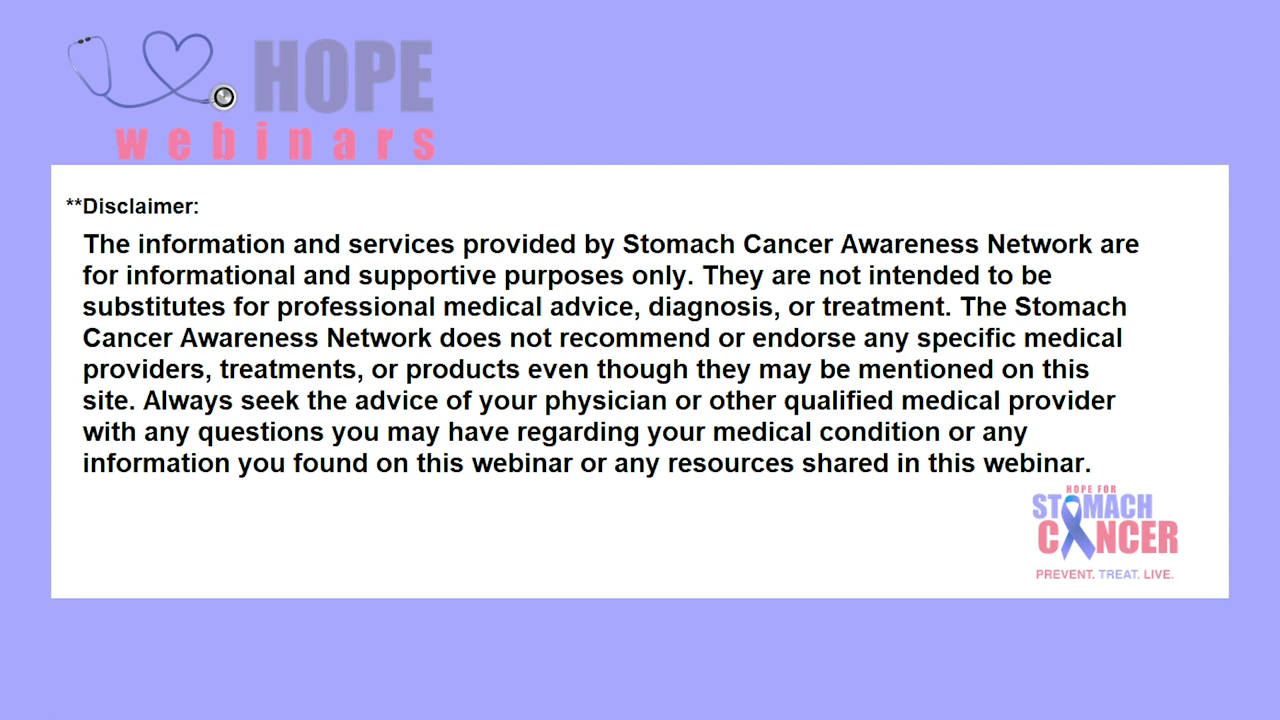 HOPE
webinars
**Disclaimer:
The information and services provided by Stomach Cancer Awareness Network are
for informational and supportive purposes only. They are not intended to be
substitutes for professional medical advice, diagnosis, or treatment. The Stomach
Cancer Awareness Network does not recommend or endorse any specific medical
providers, treatments, or products even though they may be mentioned on this
site. Always seek the advice of your physician or other qualified medical provider
with any questions you may have regarding your medical condition or any
information you found on this webinar or any resources shared in this webinar.
HOPE FOR
STOMACH
CANCER
PREVENT. TREAT. LIVE.